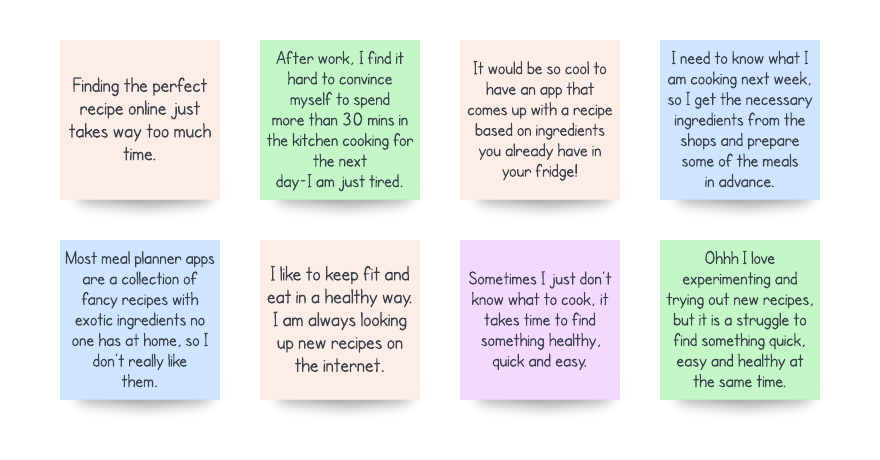 Finding the perfect
recipe online just
takes way too much
time.
After work, I find it
hard to convince
myself to spend
more than 30 mins in
the kitchen cooking for
the next
day-I am just tired.
It would be so cool to
have an app that
comes up with a recipe
based on ingredients
you already have in
your fridge!
I need to know what I
am cooking next week,
so I get the necessary
ingredients from the
shops and prepare
some of the meals
in advance.
Most meal planner apps
are a collection of
fancy recipes with
exotic ingredients no
one has at home, so I
don't really like
them.
I like to keep fit and
eat in a healthy way.
I am always looking
up new recipes on
the internet.
Sometimes I just don't
know what to cook, it
takes time to find
something healthy,
quick and easy.
Ohhh I love
experimenting and
trying out new recipes,
but it is a struggle to
find something quick,
easy and healthy at
the same time.